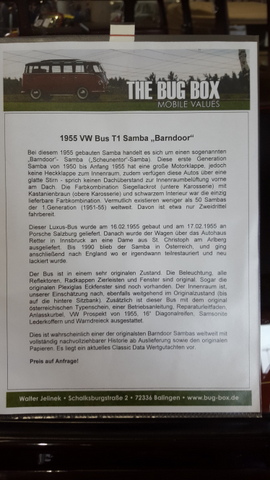 THE BUG BOX
MOBILE VALUES
1955 VW Bus T1 Samba „Barndoor"
Bei diesem 1955 gebauten Samba handelt es sich um einen sogenannten
„Barndoor"- Samba („Scheunentor-Samba). Diese erste Generation
Samba von 1950 bis Anfang 1955 hat eine große Motorklappe, jedoch
keine Heckklappe zum Innenraum, zudem verfügen diese Autos über eine
glatte Stirn - sprich keinen Dachüberstand zur Innenraumbelüftung vorne
am Dach. Die Farbkombination Siegellackrot (untere Karosserie) mit
Kastanienbraun (obere Karosserie) und schwarzem Interieur war die einzig
lieferbare Farbkombination. Vermutlich existieren weniger als 50 Sambas
der 1.Generation (1951-55) weltweit. Davon ist etwa nur Zweidrittel
fahrbereit.
Dieser Luxus-Bus wurde am 16.02.1955 gebaut und am 17.02.1955 an
Porsche Salzburg geliefert. Danach wurde der Wagen über das Autohaus
Retter in Innsbruck an eine Dame aus St. Christoph am Arlberg
ausgeliefert. Bis 1990 blieb der Samba in Österreich, und ging
anschließend nach England wo er irgendwann teilrestauriert und neu
lackiert wurde.
Der Bus ist in einem sehr originalen Zustand. Die Beleuchtung, alle
Reflektoren, Radkappen Zierleisten und Fenster sind original. Sogar die
originalen Plexiglas Eckfenster sind noch vorhanden. Der Innenraum ist,
unserer Einschätzung nach, ebenfalls weitgehend im Originalzustand (bis
auf die hintere Sitzbank). Zusätzlich ist dieser Bus mit dem original
österreichischen Typenschein, einer Betriebsanleitung, Reparaturleitfaden,
Anlasskurbel, VW Prospekt von 1955, 16" Diagonalreifen, Samsonite
Lederkoffern und Warndreieck ausgestattet.
Dies ist wahrscheinlich einer der originalsten Barndoor Sambas weltweit mit
vollständig nachvollziehbarer Historie ab Auslieferung sowie den originalen
Papieren. Es liegt ein aktuelles Classic Data Wertgutachten vor.
Preis auf Anfrage!
Walter Jelinek • Schalksburgstraße 2 • 72336 Balingen • www.bug-box.de